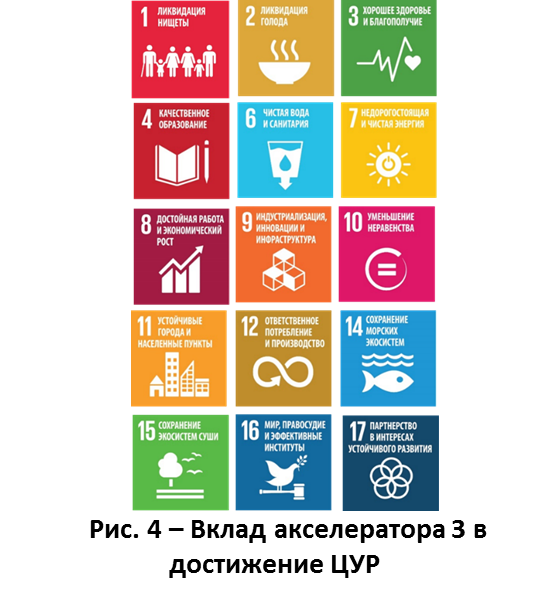 1 ЛИКВИДАЦИЯ
НИЩЕТЫ
2 ЛИКВИДАЦИЯ
ГОЛОДА
3 ХОРОШЕЕ ЗДОРОВЬЕ
И БЛАГОПОЛУЧИЕ
4 КАЧЕСТВЕННОЕ
ОБРАЗОВАНИЕ
6 ЧИСТАЯ ВОДА
И САНИТАРИЯ
7 НЕДОРОГОСТОЯЩАЯ
И ЧИСТАЯ ЭНЕРГИЯ
8 ДОСТОЙНАЯ РАБОТА
И ЭКОНОМИЧЕСКИЙ
РОСТ
9 ИНДУСТРИАЛИЗАЦИЯ,
ИННОВАЦИИ И
ИНФРАСТРУКТУРА
10 УМЕНЬШЕНИЕ
НЕРАВЕНСТВА
11 УСТОЙЧИВЫЕ
ГОРОДА И
НАСЕЛЕННЫЕ ПУНКТЫ
12 ОТВЕТСТВЕННОЕ
ПОТРЕБЛЕНИЕ
И ПРОИЗВОДСТВО
14 СОХРАНЕНИЕ
МОРСКИХ
ЭКОСИСТЕМ
15 СОХРАНЕНИЕ
ЭКОСИСТЕМ СУШИ
16 МИР, ПРАВОСУДИЕ
И ЭФФЕКТИВНЫЕ
ИНСТИТУТЫ
17 ПАРТНЕРСТВО
В ИНТЕРЕСАХ
УСТОЙЧИВОГО РАЗВИТИЯ
Рис. 4 – Вклад акселератора 3 в
достижение ЦУР